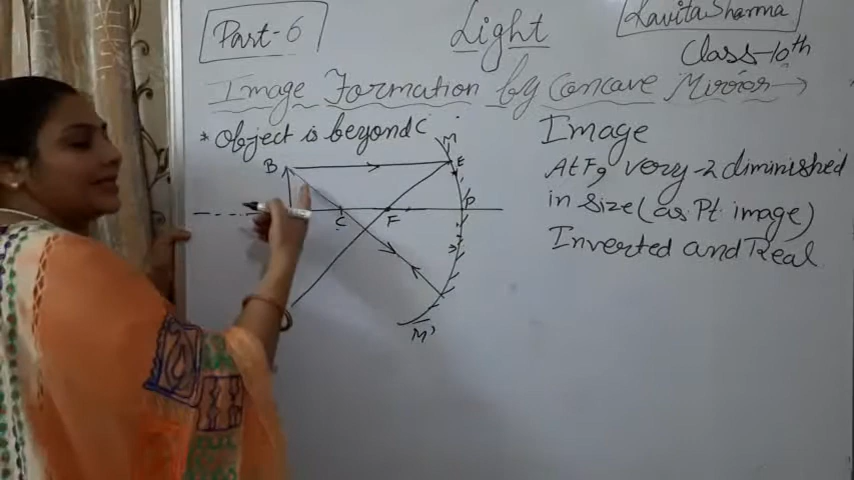 Part-6
Light
Kavita Sharma
Class-10th
Image Formation by Concave Mirror→
* Object is beyond C
B
M
E
C
F
P
M'
Image
At F, very-2 diminished
in size (as Pt image)
Inverted and Real